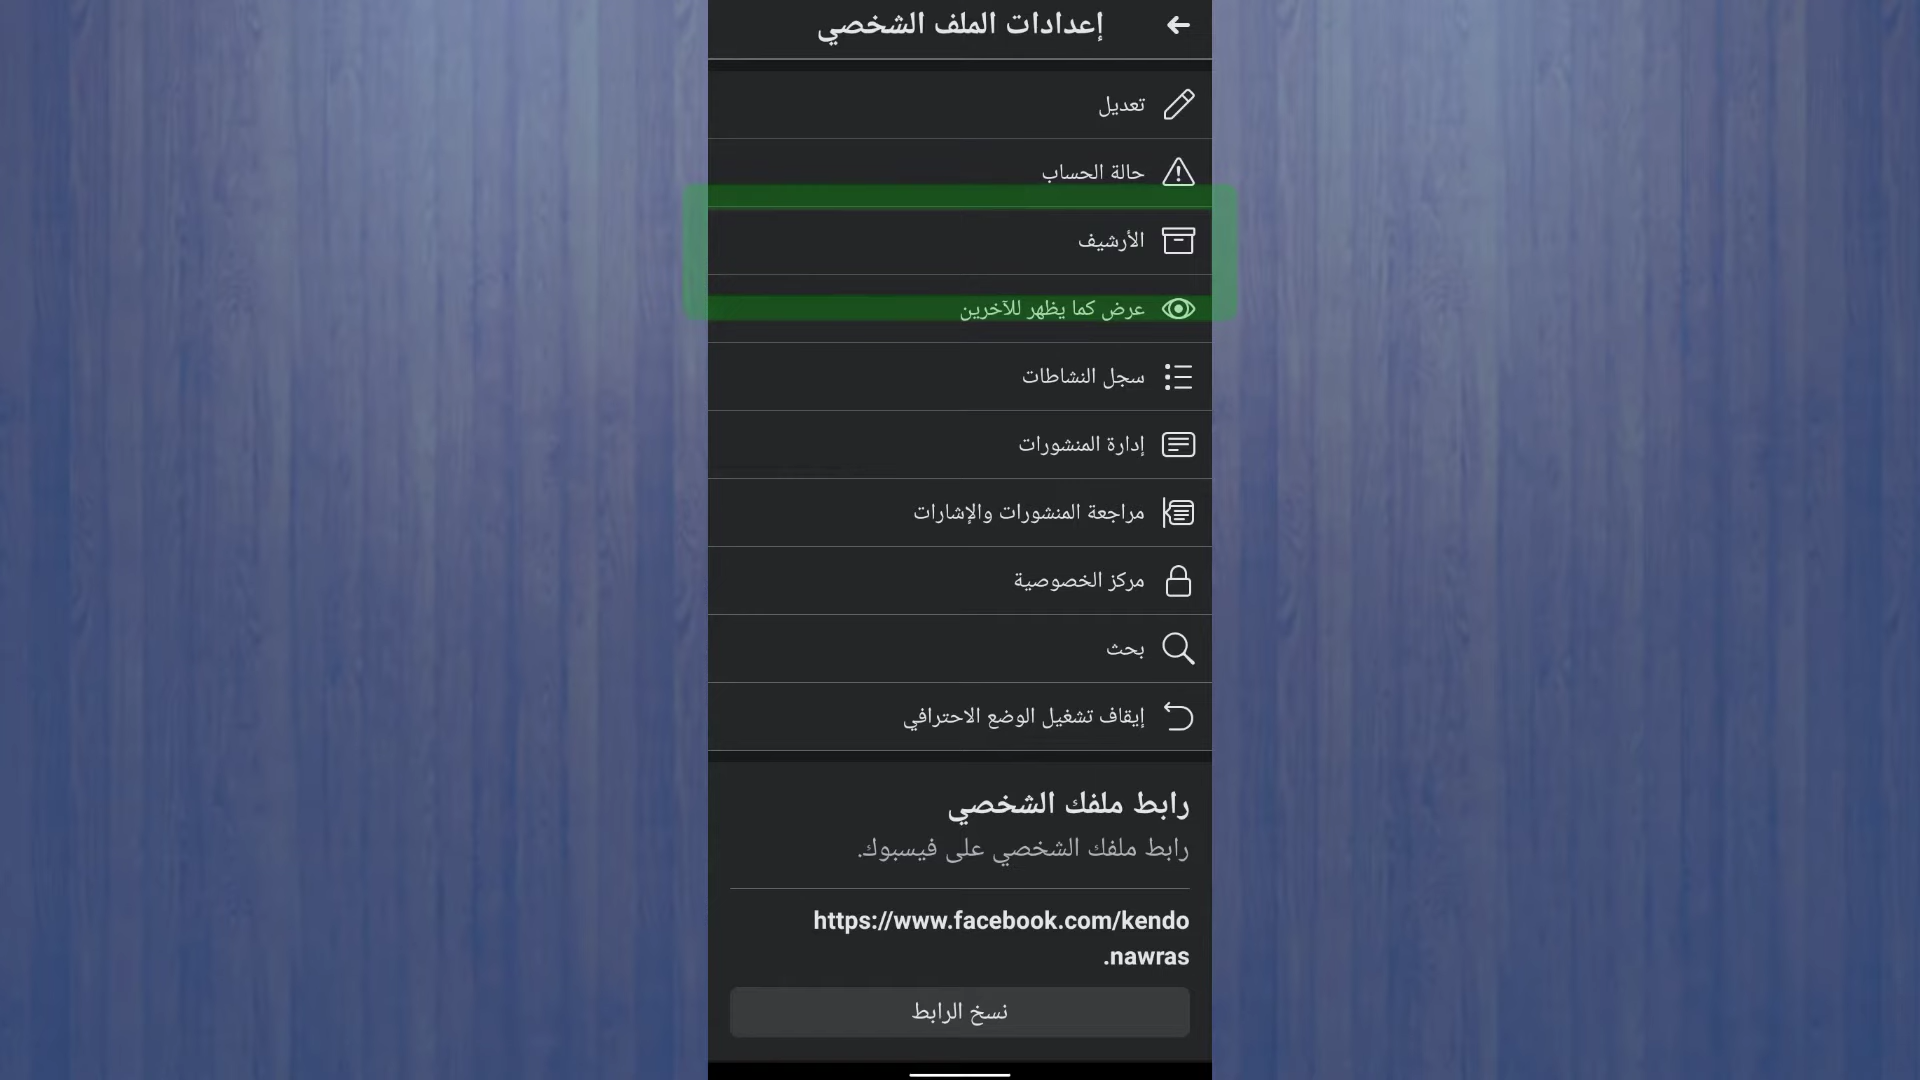 إعدادات الملف الشخصي
تعديل
حالة الحساب
الأرشيف
عرض كما يظهر للآخرين
سجل النشاطات
إدارة المنشورات
مراجعة المنشورات والإشارات
مركز الخصوصية
بحث
إيقاف تشغيل الوضع الاحترافي
رابط ملفك الشخصي
رابط ملفك الشخصي على فيسبوك.
https://www.facebook.com/kendo
.nawras
نسخ الرابط